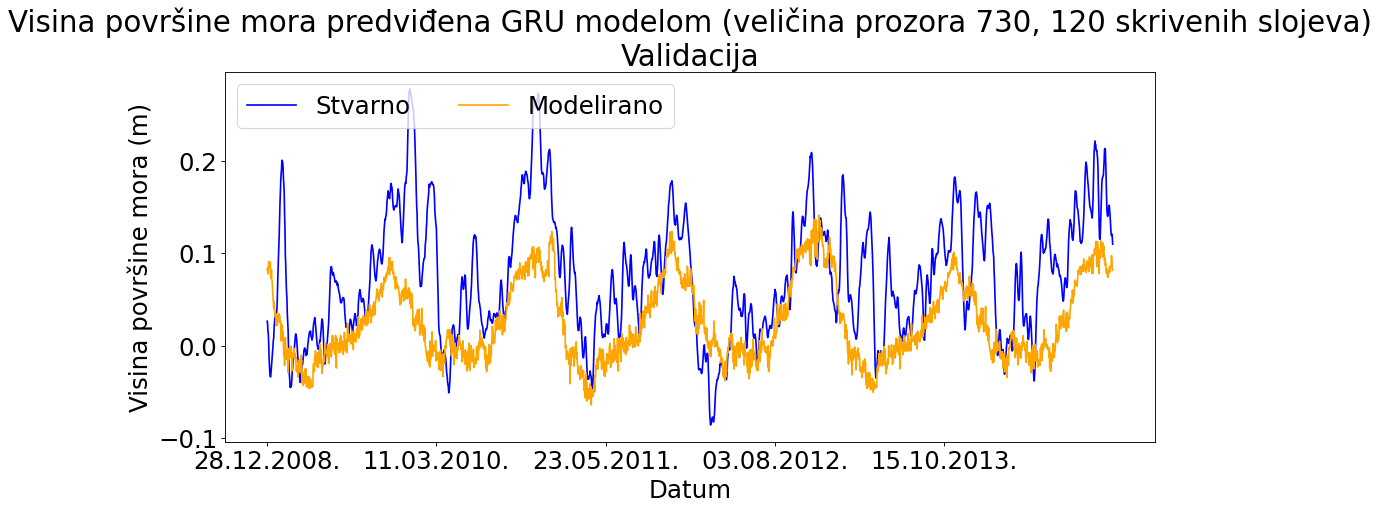 Visina površine mora predviđena GRU modelom (veličina prozora 730, 120 skrivenih slojeva)
Validacija
Stvarno Modelirano
Visina površine mora (m)
0.2
0.1
0.0
−0.1
28.12.2008. 11.03.2010. 23.05.2011. 03.08.2012. 15.10.2013.
Datum